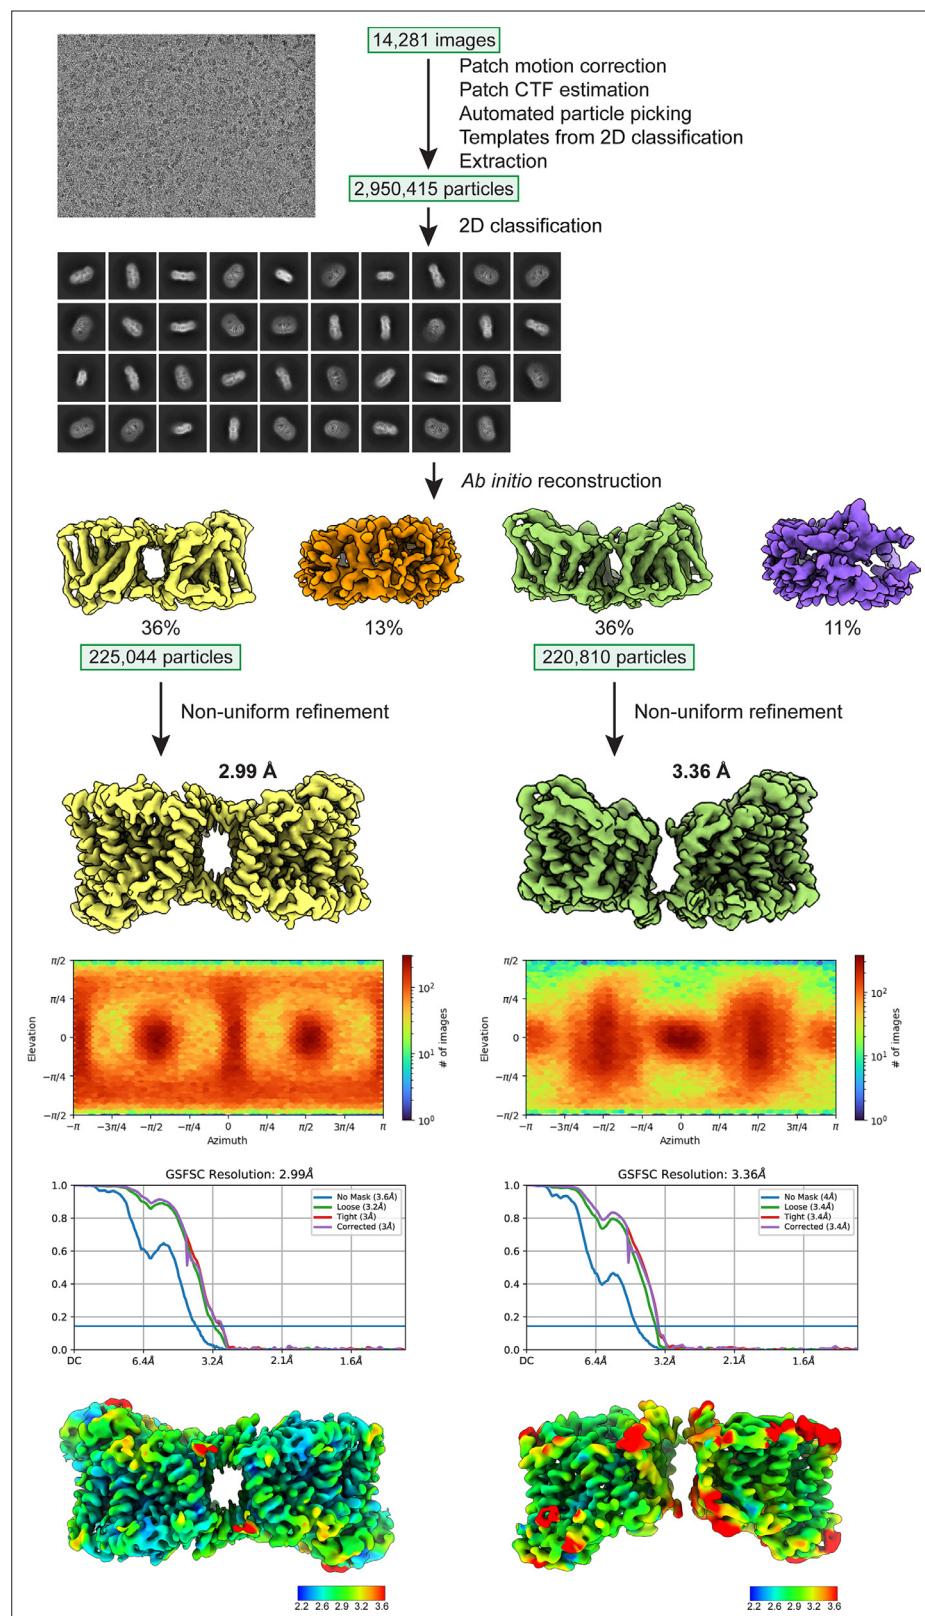 14,281 images
Patch motion correction
Patch CTF estimation
Automated particle picking
Templates from 2D classification
Extraction
2,950,415 particles
2D classification
Ab initio reconstruction
36%
13%
36%
11%
225,044 particles
220,810 particles
Non-uniform refinement
Non-uniform refinement
2.99 Å
3.36 Å
π/2
π/4
0
−π/4
−π/2
Elevation
−π −3π/4 −π/2 −π/4 0 π/4 π/2 3π/4 π
Azimuth
10²
10¹
10⁰
# of images
π/2
π/4
0
−π/4
−π/2
Elevation
−π −3π/4 −π/2 −π/4 0 π/4 π/2 3π/4 π
Azimuth
10²
10¹
10⁰
# of images
GSFSC Resolution: 2.99Å
1.0
0.8
0.6
0.4
0.2
0.0
No Mask (3.6Å)
Loose (3.2Å)
Tight (3Å)
Corrected (3Å)
DC 6.4Å 3.2Å 2.1Å 1.6Å
GSFSC Resolution: 3.36Å
1.0
0.8
0.6
0.4
0.2
0.0
No Mask (4Å)
Loose (3.4Å)
Tight (3.4Å)
Corrected (3.4Å)
DC 6.4Å 3.2Å 2.1Å 1.6Å
2.2 2.6 2.9 3.2 3.6
2.2 2.6 2.9 3.2 3.6